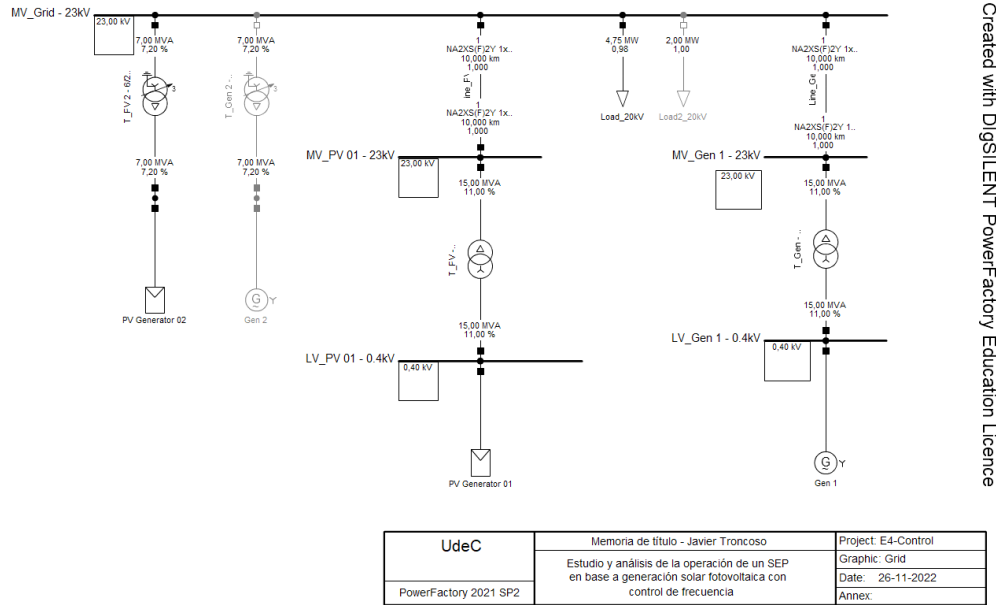 MV_Grid - 23kV
23,00 kV
7,00 MVA
7,20 %
7,00 MVA
7,20 %
1
NA2XS(F)2Y 1x..
10,000 km
1,000
4,75 MW
0,98
2,00 MW
1,00
1
NA2XS(F)2Y 1x..
10,000 km
1,000
T_FV 2 - 6/2..
3
T_Gen 2 -..
3
Load_20kV
Load2_20kV
Line_Ge
1
NA2XS(F)2Y 1x..
10,000 km
1,000
1
NA2XS(F)2Y 1..
10,000 km
1,000
7,00 MVA
7,20 %
7,00 MVA
7,20 %
MV_PV 01 - 23kV
23,00 kV
15,00 MVA
11,00 %
MV_Gen 1 - 23kV
23,00 kV
15,00 MVA
11,00 %
T_FV -..
T_Gen - ..
PV Generator 02
G
Gen 2
15,00 MVA
11,00 %
15,00 MVA
11,00 %
LV_PV 01 - 0.4kV
0,40 kV
LV_Gen 1 - 0.4kV
0,40 kV
PV Generator 01
G
Gen 1
Created with DIgSILENT PowerFactory Education Licence
UdeC
PowerFactory 2021 SP2
Memoria de título - Javier Troncoso
Estudio y análisis de la operación de un SEP
en base a generación solar fotovoltaica con
control de frecuencia
Project: E4-Control
Graphic: Grid
Date: 26-11-2022
Annex: